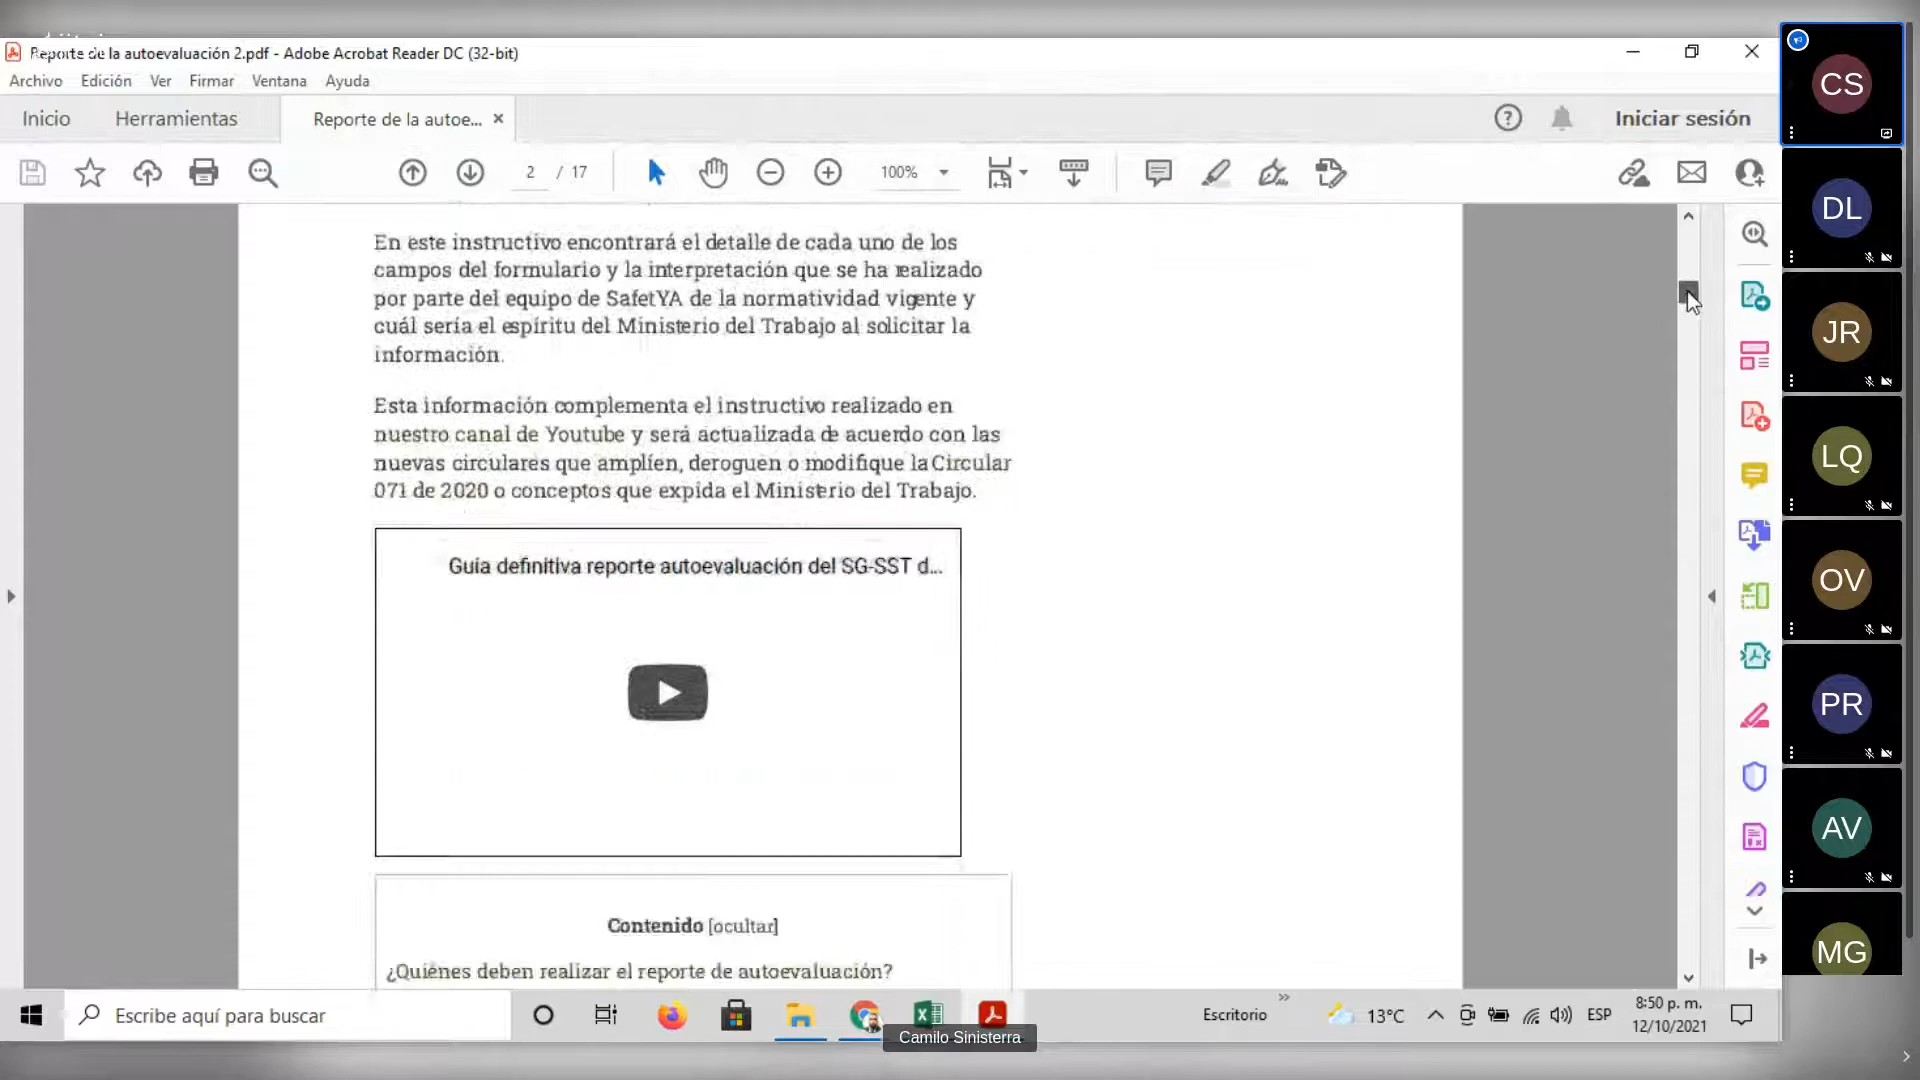 Reporte de la autoevaluación 2.pdf - Adobe Acrobat Reader DC (32-bit)
Archivo Edición Ver Firmar Ventana Ayuda
Inicio Herramientas Reporte de la autoe... Iniciar sesión
2 / 17 100%
En este instructivo encontrará el detalle de cada uno de los
campos del formulario y la interpretación que se ha realizado
por parte del equipo de SafetYA de la normatividad vigente y
cuál sería el espíritu del Ministerio del Trabajo al solicitar la
información.
Esta información complementa el instructivo realizado en
nuestro canal de Youtube y será actualizada de acuerdo con las
nuevas circulares que amplíen, deroguen o modifique la Circular
071 de 2020 o conceptos que expida el Ministerio del Trabajo.
Guía definitiva reporte autoevaluación del SG-SST d...
Contenido [ocultar]
¿Quiénes deben realizar el reporte de autoevaluación?
CS
DL
JR
LQ
OV
PR
AV
MG
Escribe aquí para buscar
Escritorio
13°C
ESP
8:50 p. m.
12/10/2021
Camilo Sinisterra